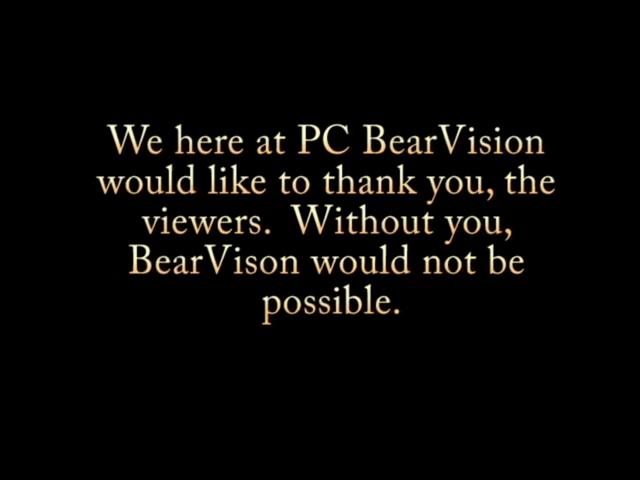 We here at PC BearVision
would like to thank you, the
viewers.  Without you,
BearVison would not be
possible.